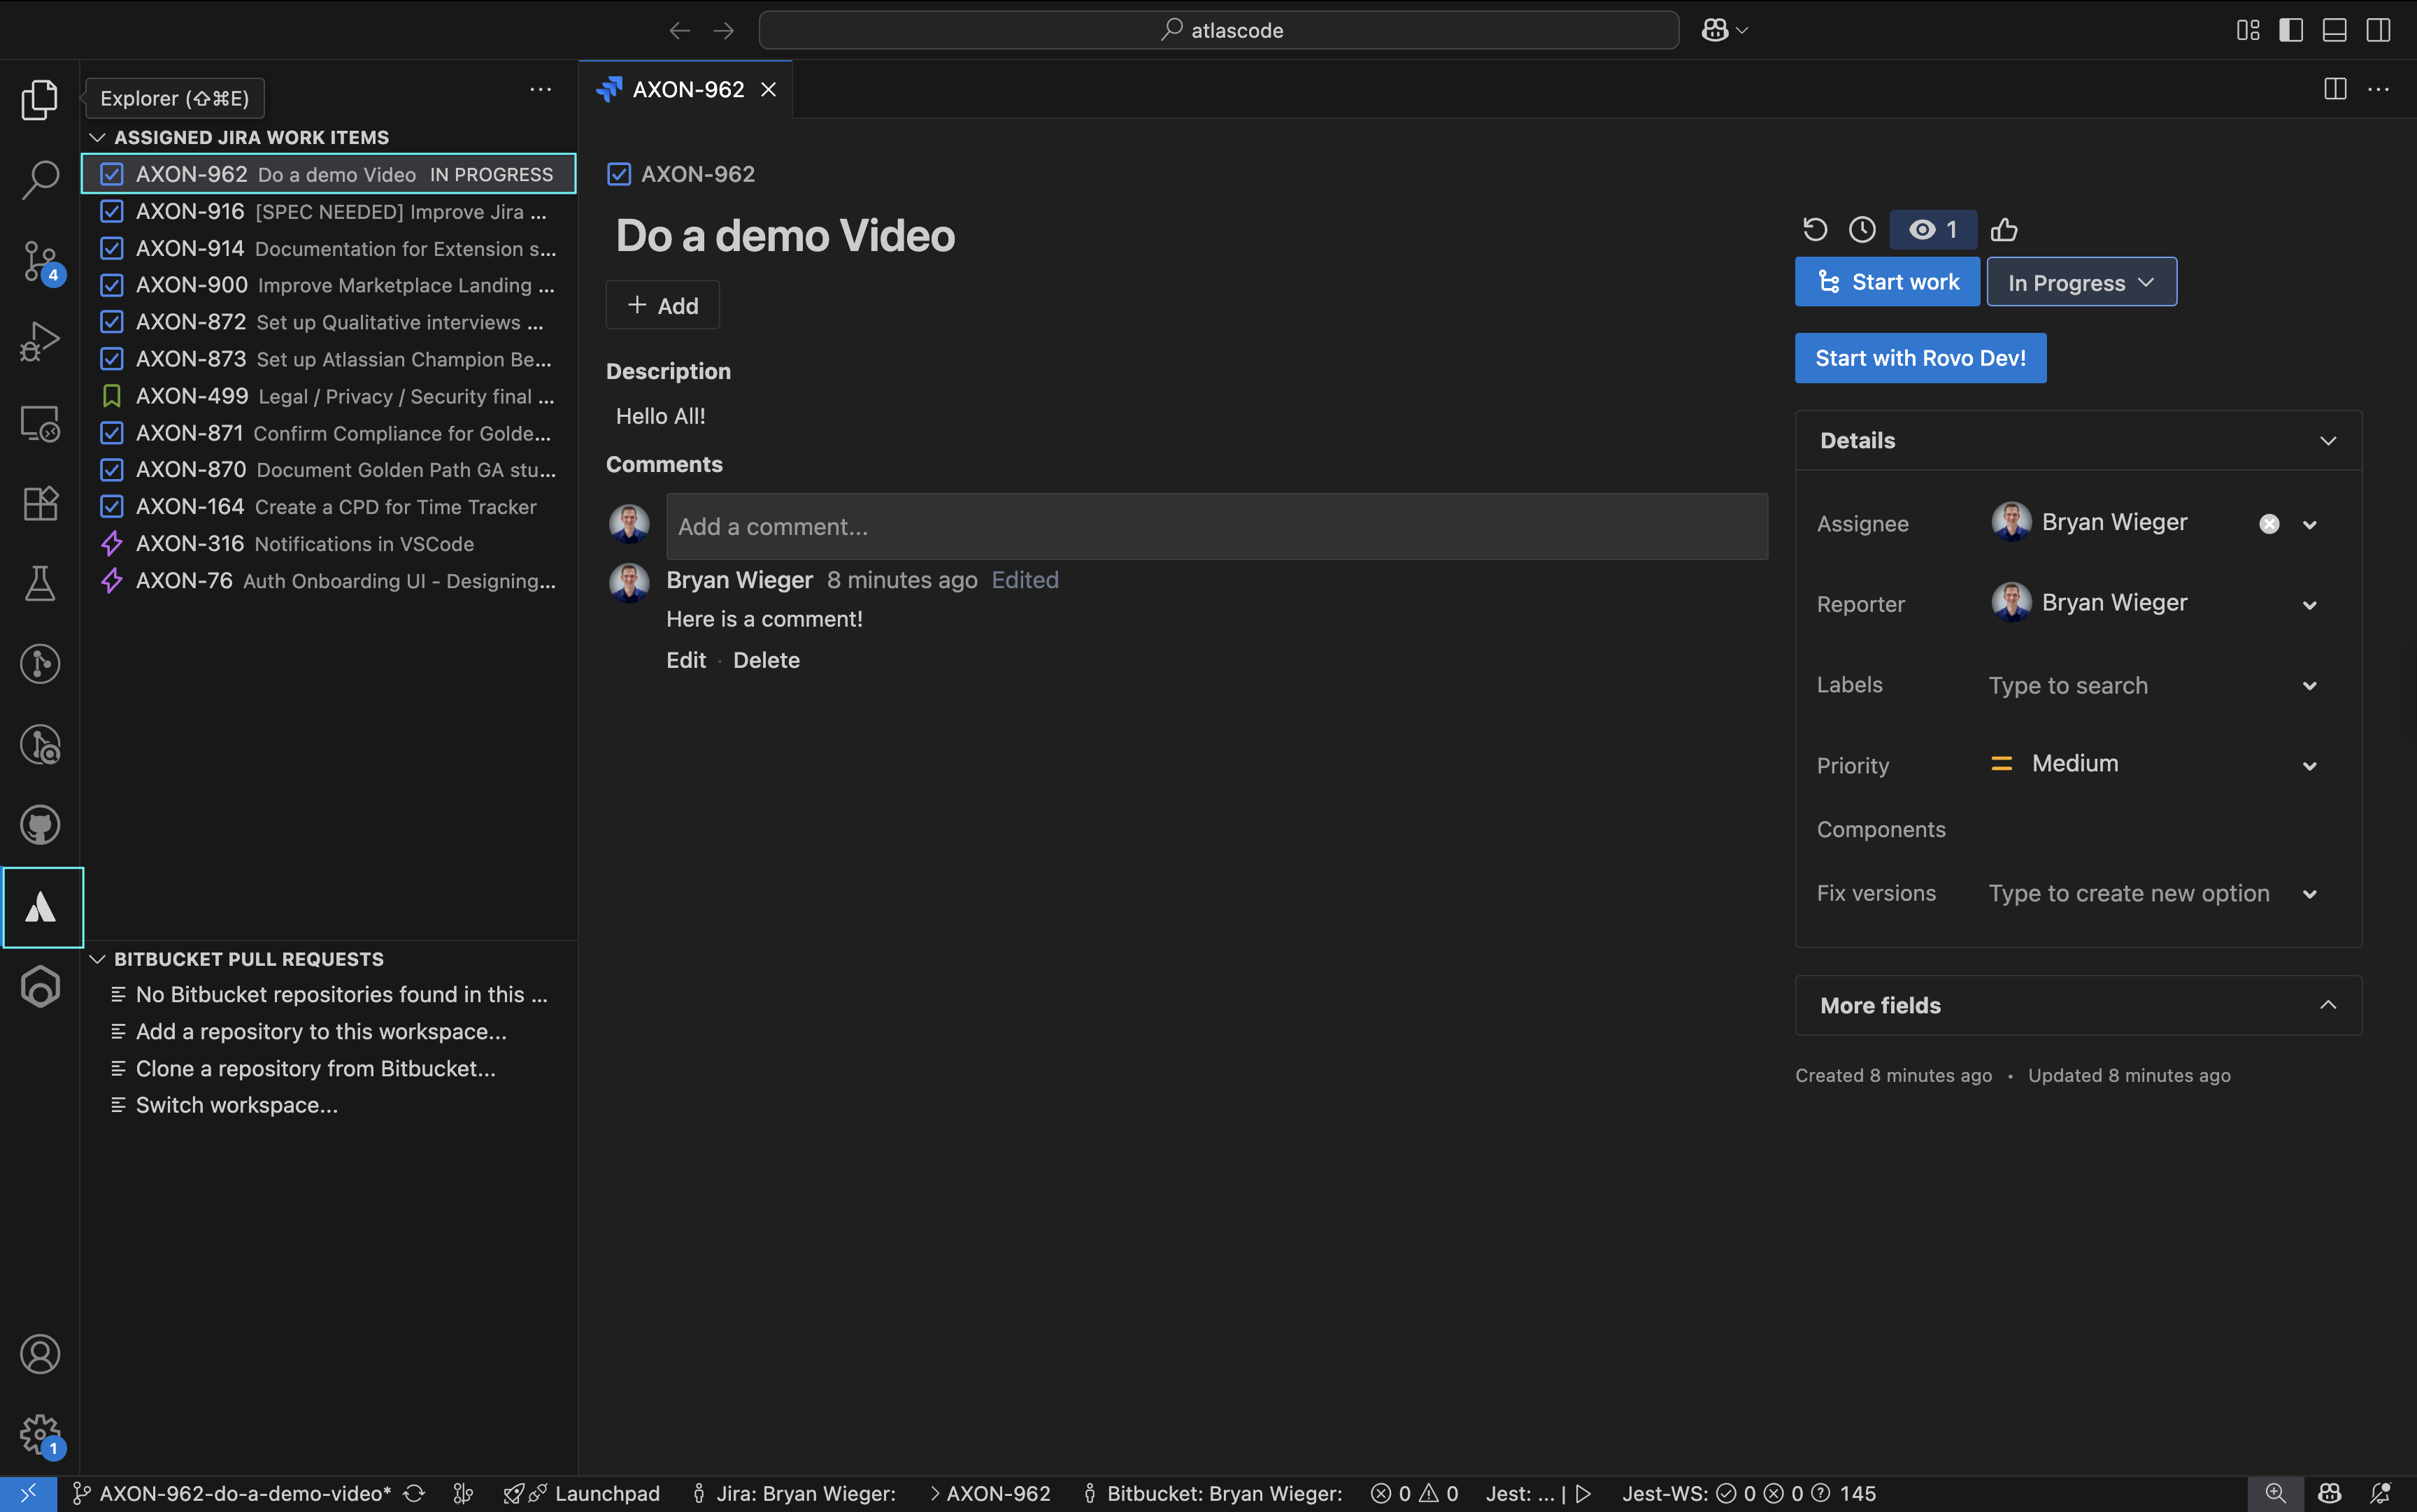 atlascode
Explorer (⇧⌘E)
...
ASSIGNED JIRA WORK ITEMS
AXON-962 Do a demo Video IN PROGRESS
AXON-916 [SPEC NEEDED] Improve Jira ...
AXON-914 Documentation for Extension s...
AXON-900 Improve Marketplace Landing ...
AXON-872 Set up Qualitative interviews ...
AXON-873 Set up Atlassian Champion Be...
AXON-499 Legal / Privacy / Security final ...
AXON-871 Confirm Compliance for Golde...
AXON-870 Document Golden Path GA stu...
AXON-164 Create a CPD for Time Tracker
AXON-316 Notifications in VSCode
AXON-76 Auth Onboarding UI - Designing...
4
BITBUCKET PULL REQUESTS
No Bitbucket repositories found in this ...
Add a repository to this workspace...
Clone a repository from Bitbucket...
Switch workspace...
1
AXON-962
AXON-962
Do a demo Video
+ Add
Description
Hello All!
Comments
Add a comment...
Bryan Wieger 8 minutes ago Edited
Here is a comment!
Edit · Delete
1
Start work In Progress
Start with Rovo Dev!
Details
Assignee Bryan Wieger
Reporter Bryan Wieger
Labels Type to search
Priority Medium
Components
Fix versions Type to create new option
More fields
Created 8 minutes ago • Updated 8 minutes ago
AXON-962-do-a-demo-video* Launchpad Jira: Bryan Wieger: > AXON-962 Bitbucket: Bryan Wieger: 0 0 Jest: ... | Jest-WS: 0 0 145